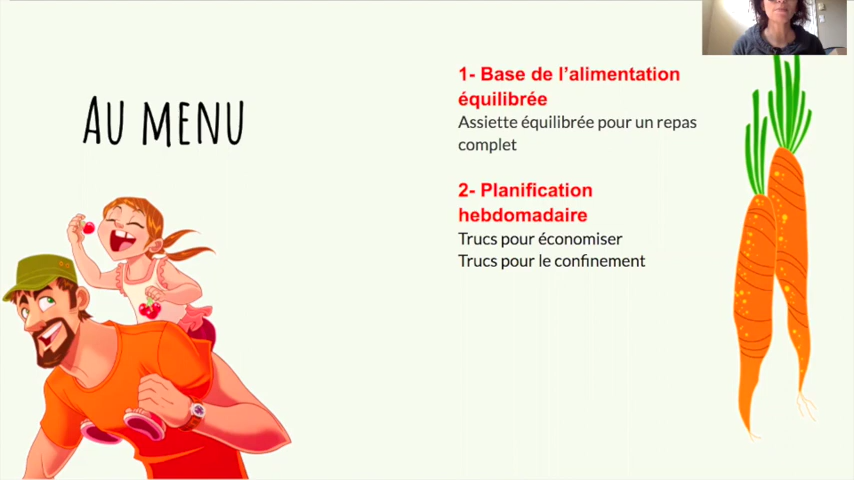 AU MENU
1- Base de l’alimentation
équilibrée
Assiette équilibrée pour un repas
complet
2- Planification
hebdomadaire
Trucs pour économiser
Trucs pour le confinement